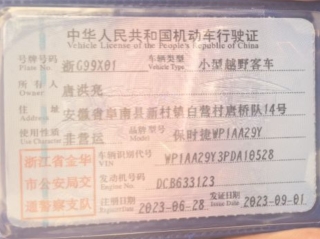 中华人民共和国机动车行驶证
Vehicle License of the People's Republic of China
号牌号码 Plate No. 浙G99X01 车辆类型 Vehicle Type 小型越野客车
所有人 Owner 唐洪亮
住址 Address 安徽省阜南县新村镇白营村唐桥队14号
使用性质 Use Character 非营运 品牌型号 Model 保时捷WP1AA29Y
浙江省金华市公安局交通警察支队
车辆识别代号 VIN WP1AA29Y3PDA10528
发动机号码 Engine No. DCB633123
注册日期 Register Date 2023-06-28 发证日期 Issue Date 2023-09-01